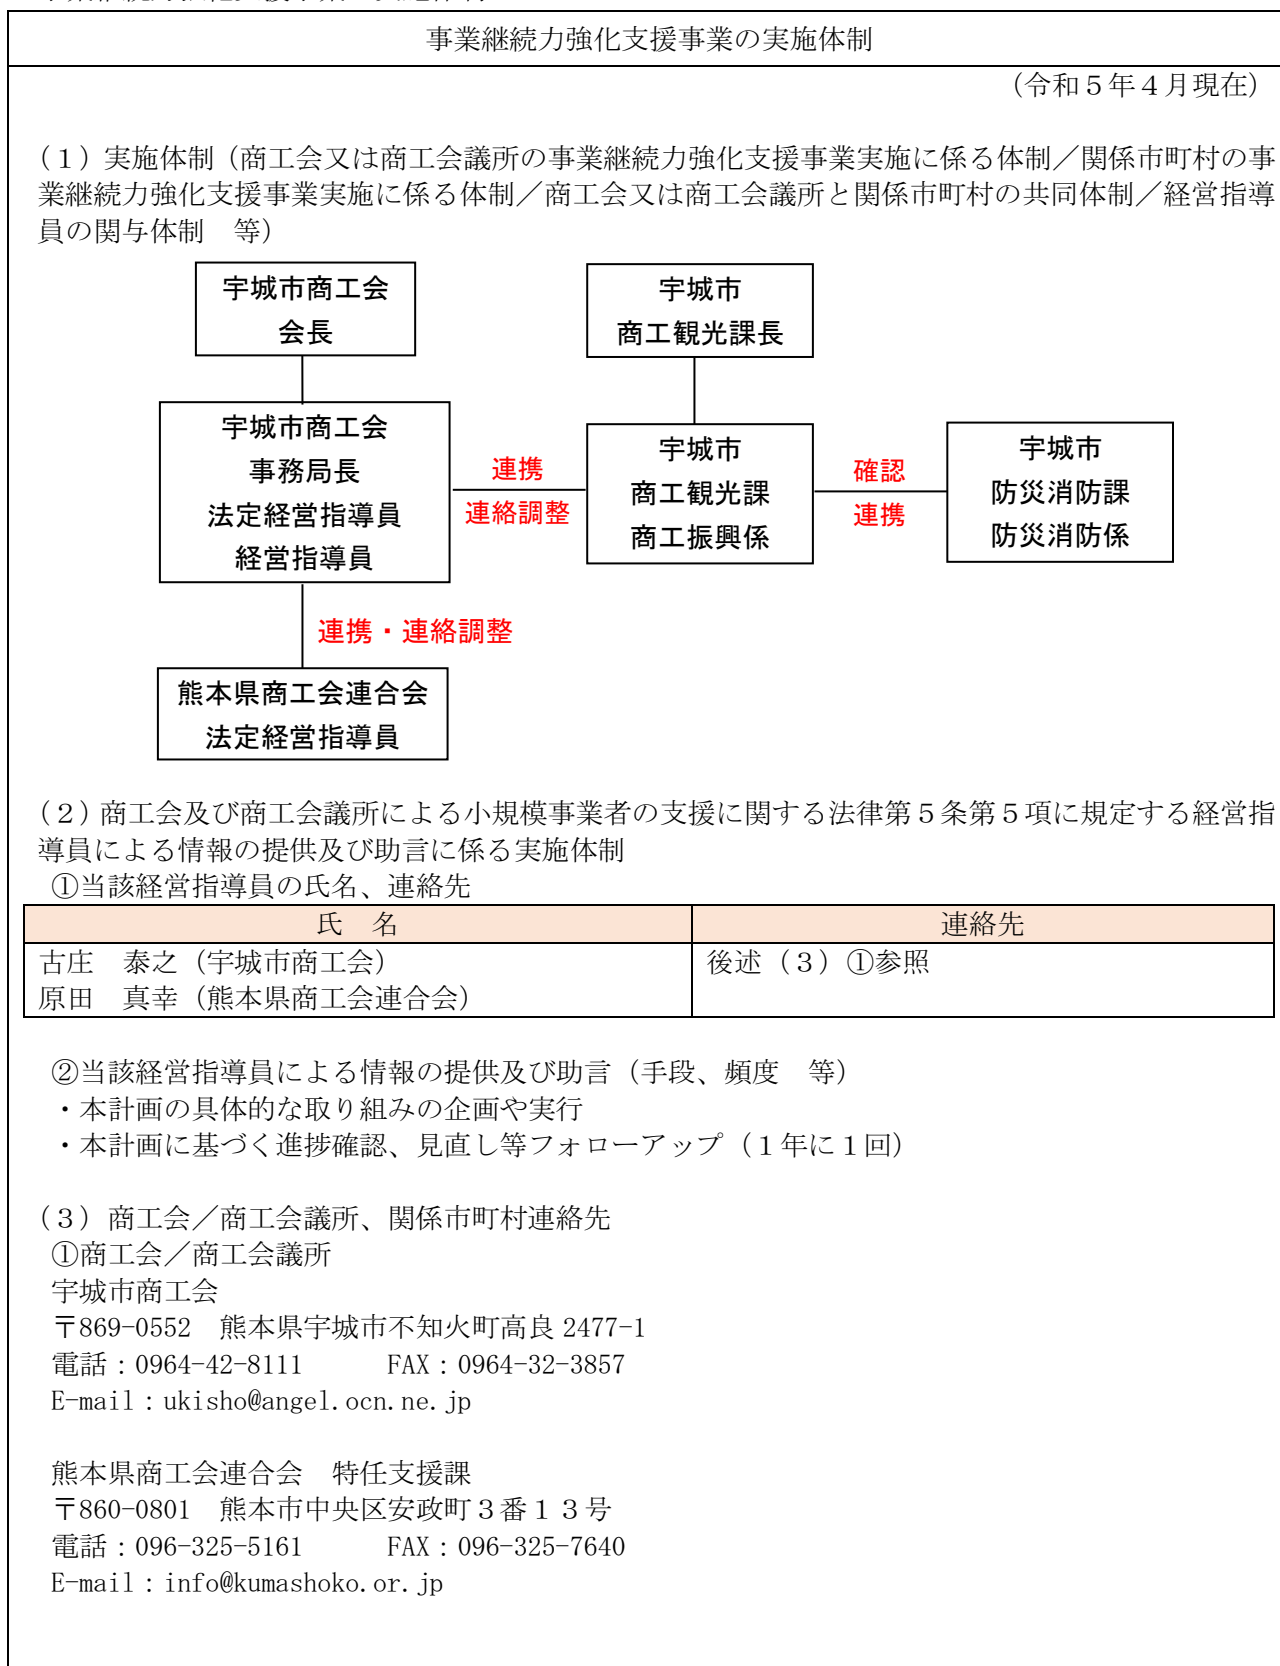 事業継続力強化支援事業の実施体制
（令和５年４月現在）
（１）実施体制（商工会又は商工会議所の事業継続力強化支援事業実施に係る体制／関係市町村の事
業継続力強化支援事業実施に係る体制／商工会又は商工会議所と関係市町村の共同体制／経営指導
員の関与体制　等）
宇城市商工会
会長
宇城市
商工観光課長
宇城市商工会
事務局長
法定経営指導員
経営指導員
連携
連絡調整
宇城市
商工観光課
商工振興係
確認
連携
宇城市
防災消防課
防災消防係
連携・連絡調整
熊本県商工会連合会
法定経営指導員
（２）商工会及び商工会議所による小規模事業者の支援に関する法律第５条第５項に規定する経営指
導員による情報の提供及び助言に係る実施体制
①当該経営指導員の氏名、連絡先
氏　名
連絡先
古庄　泰之（宇城市商工会）
後述（３）①参照
原田　真幸（熊本県商工会連合会）
②当該経営指導員による情報の提供及び助言（手段、頻度　等）
・本計画の具体的な取り組みの企画や実行
・本計画に基づく進捗確認、見直し等フォローアップ（１年に１回）
（３）商工会／商工会議所、関係市町村連絡先
①商工会／商工会議所
宇城市商工会
〒869-0552　熊本県宇城市不知火町高良 2477-1
電話：0964-42-8111　　　FAX：0964-32-3857
E-mail：ukisho@angel.ocn.ne.jp
熊本県商工会連合会　特任支援課
〒860-0801　熊本市中央区安政町３番１３号
電話：096-325-5161　　　FAX：096-325-7640
E-mail：info@kumashoko.or.jp